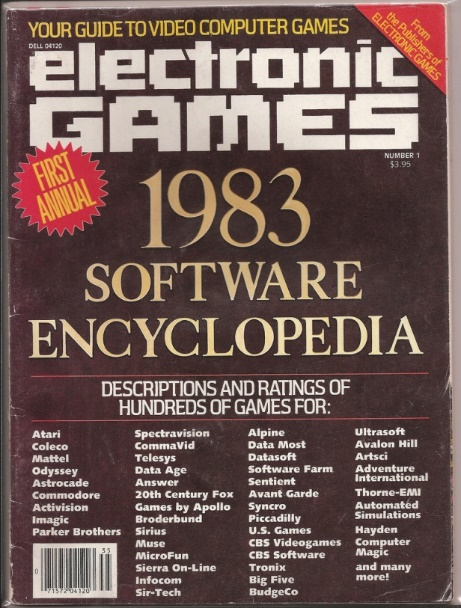 YOUR GUIDE TO VIDEO COMPUTER GAMES
From
the Publishers of
ELECTRONIC GAMES
DELL 04120
electronic
GAMES
NUMBER 1
$3.95
FIRST
ANNUAL
1983
SOFTWARE
ENCYCLOPEDIA
DESCRIPTIONS AND RATINGS OF
HUNDREDS OF GAMES FOR:
Atari
Coleco
Mattel
Odyssey
Astrocade
Commodore
Activision
Imagic
Parker Brothers
Spectravision
CommaVid
Telesys
Data Age
Answer
20th Century Fox
Games by Apollo
Broderbund
Sirius
Muse
MicroFun
Sierra On-Line
Infocom
Sir-Tech
Alpine
Data Most
Datasoft
Software Farm
Sentient
Avant Garde
Syncro
Piccadilly
U.S. Games
CBS Videogames
CBS Software
Tronix
Big Five
BudgeCo
Ultrasoft
Avalon Hill
Artsci
Adventure
International
Thorne-EMI
Automated
Simulations
Hayden
Computer
Magic
and many
more!
35
0
71572 04120